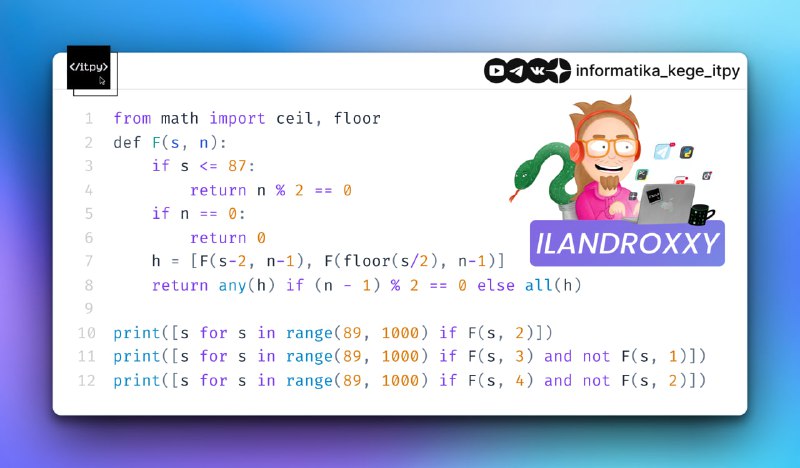 </itpy>
informatika_kege_itpy
1 from math import ceil, floor
2 def F(s, n):
3     if s <= 87:
4         return n % 2 == 0
5     if n == 0:
6         return 0
7     h = [F(s-2, n-1), F(floor(s/2), n-1)]
8     return any(h) if (n - 1) % 2 == 0 else all(h)
9
10 print([s for s in range(89, 1000) if F(s, 2)])
11 print([s for s in range(89, 1000) if F(s, 3) and not F(s, 1)])
12 print([s for s in range(89, 1000) if F(s, 4) and not F(s, 2)])
ILANDROXXY